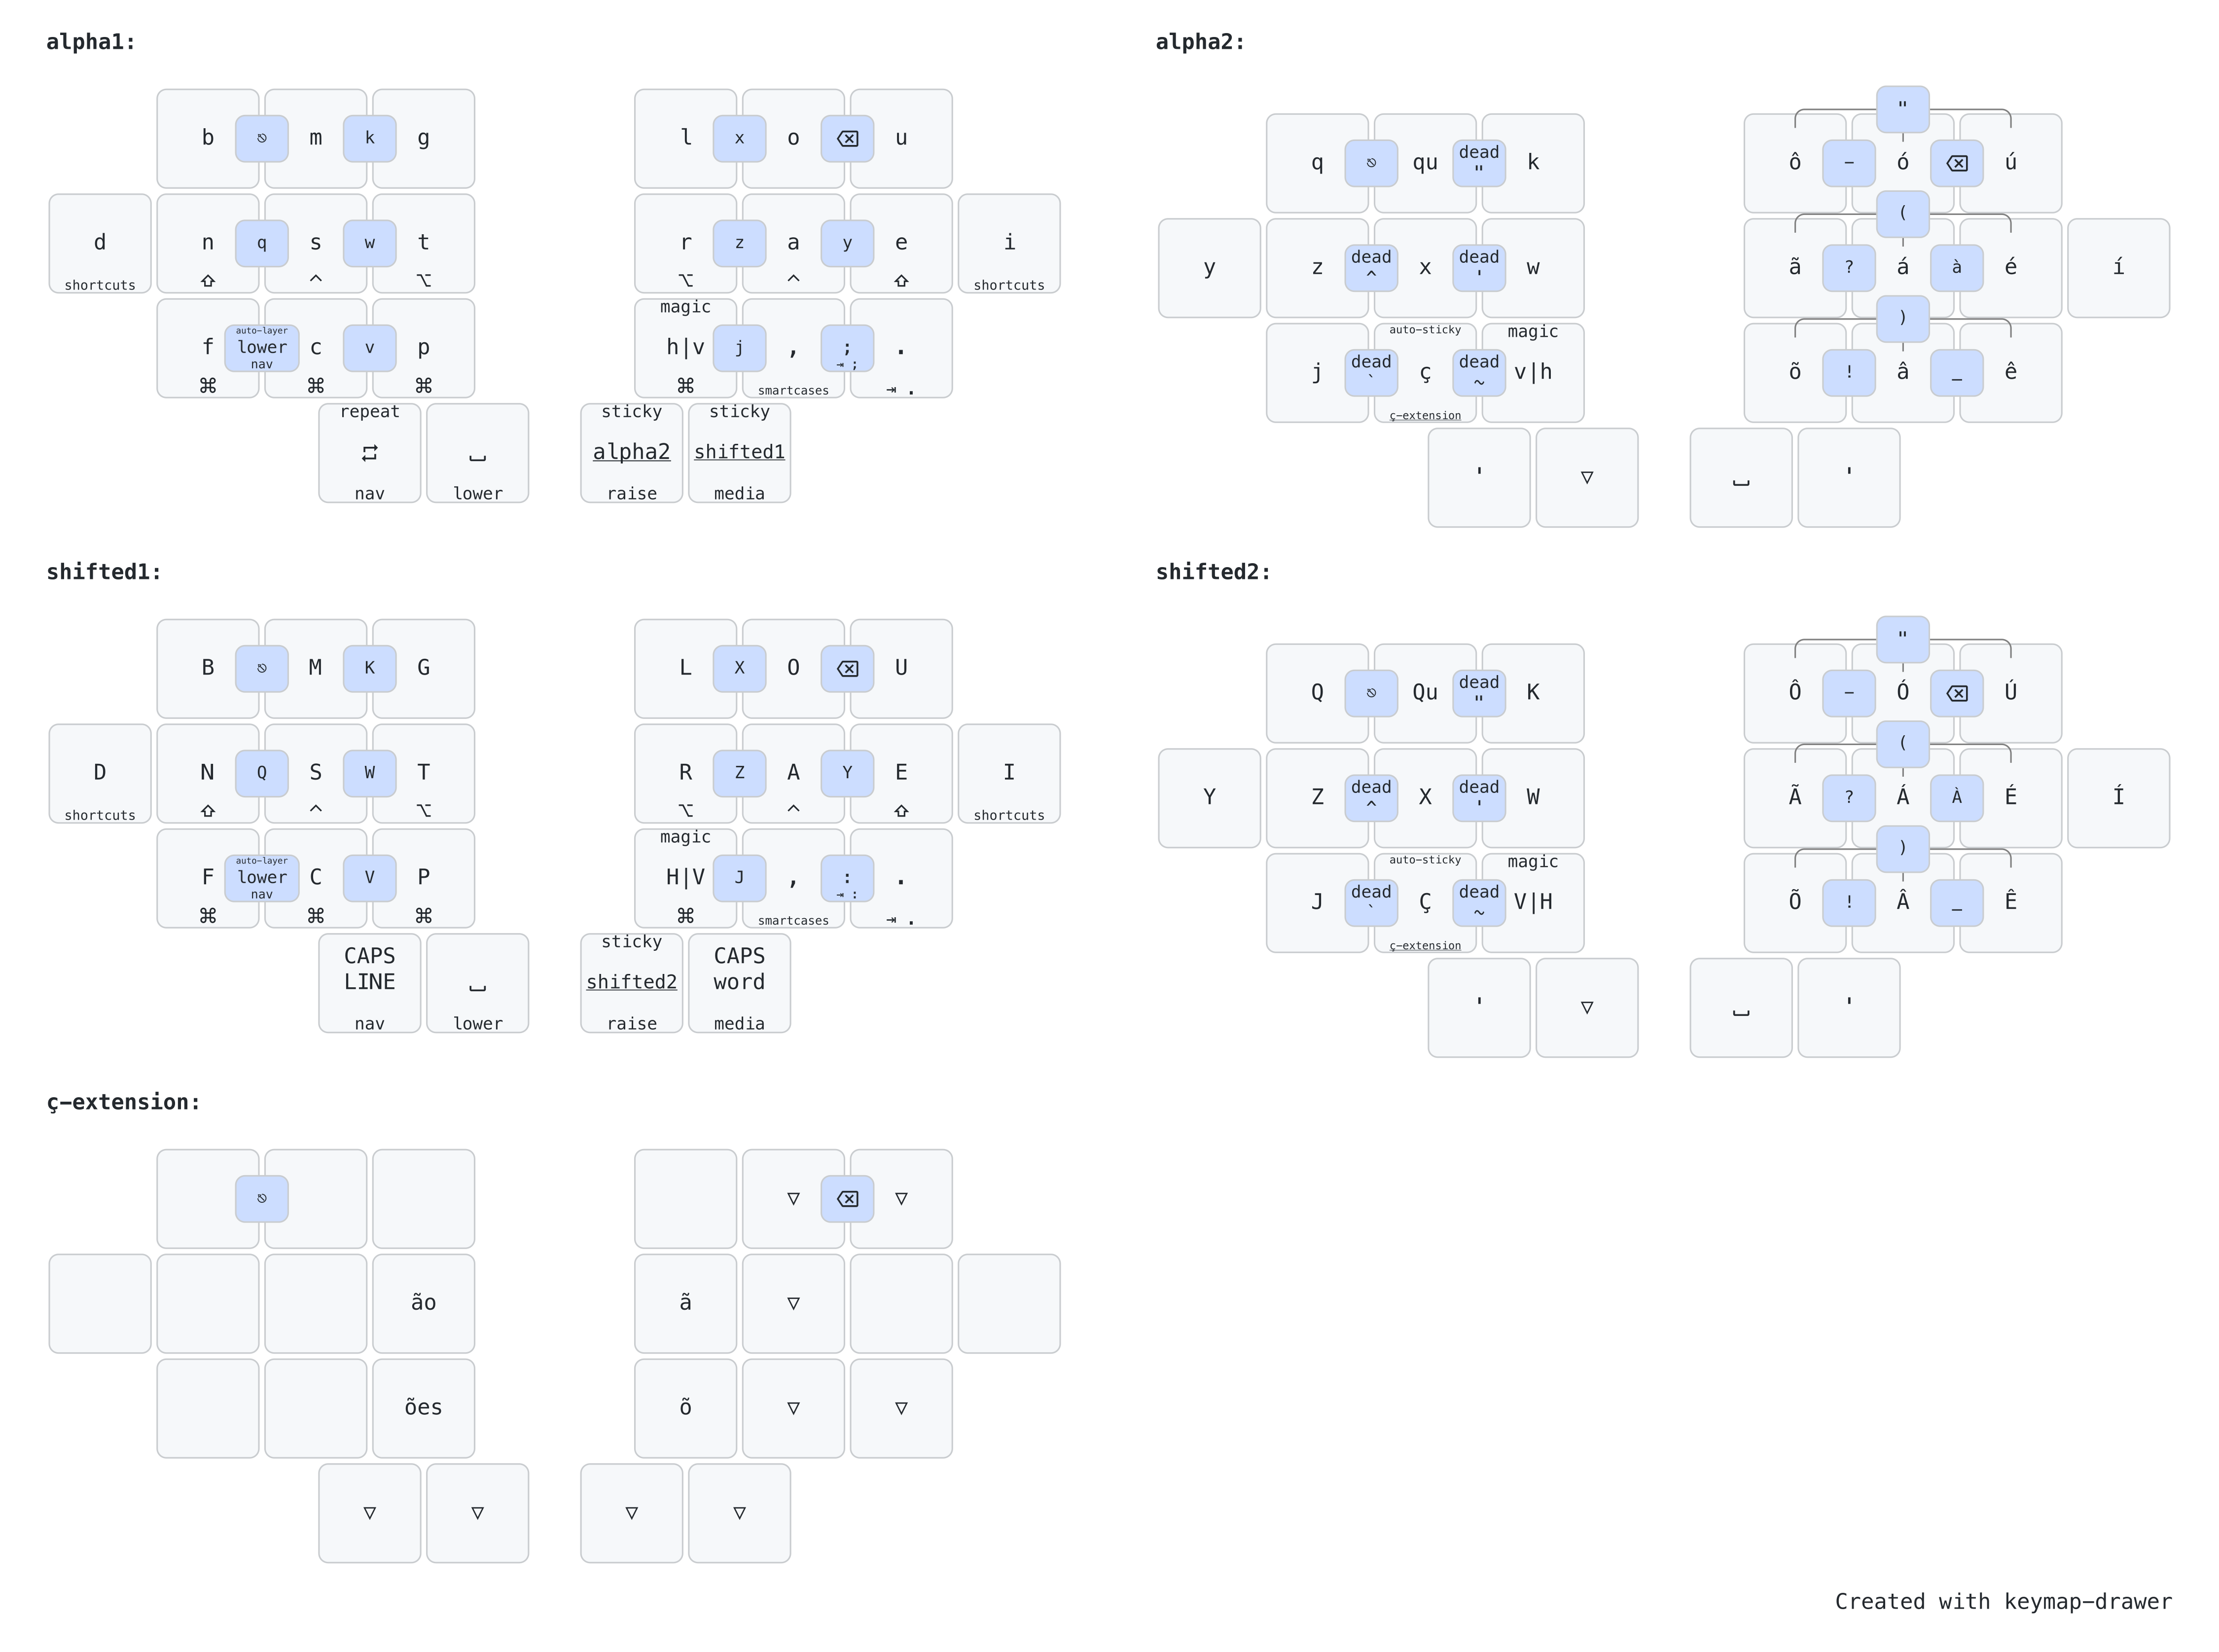 alpha1:
b ⎋ m k g l x o ⌫ u
d n q s w t r z a y e i
shortcuts ⇧ ^ ⌥ ⌥ ^ ⇧ shortcuts
magic
auto-layer
f lower c v p h|v j , ; .
nav ⇥ ;
⌘ ⌘ ⌘ ⌘ smartcases ⇥ .
repeat sticky sticky
⎵ alpha2 shifted1
nav lower raise media
alpha2:
"
q ⎋ qu dead " k ô – ó ⌫ ú
(
y z dead ^ x dead ' w ã ? á à é í
)
auto-sticky magic
j dead ` ç dead ~ v|h õ ! â _ ê
ç-extension
' ▽ ⎵ '
shifted1:
B ⎋ M K G L X O ⌫ U
D N Q S W T R Z A Y E I
shortcuts ⇧ ^ ⌥ ⌥ ^ ⇧ shortcuts
magic
auto-layer
F lower C V P H|V J , : .
nav ⇥ :
⌘ ⌘ ⌘ ⌘ smartcases ⇥ .
sticky
CAPS LINE ⎵ shifted2 CAPS word
nav lower raise media
shifted2:
"
Q ⎋ Qu dead " K Ô – Ó ⌫ Ú
(
Y Z dead ^ X dead ' W Ã ? Á À É Í
)
auto-sticky magic
J dead ` Ç dead ~ V|H Õ ! Â _ Ê
ç-extension
' ▽ ⎵ '
ç-extension:
⎋ ▽ ⌫ ▽
ão ã ▽
ões õ ▽ ▽
▽ ▽ ▽ ▽
Created with keymap-drawer